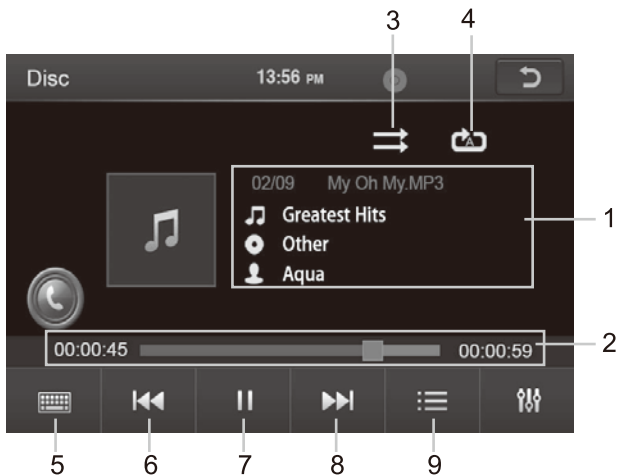 3 4
Disc 13:56 PM
A
02/09 My Oh My.MP3
Greatest Hits
1
Other
Aqua
00:00:45 00:00:59 2
5 6 7 8 9